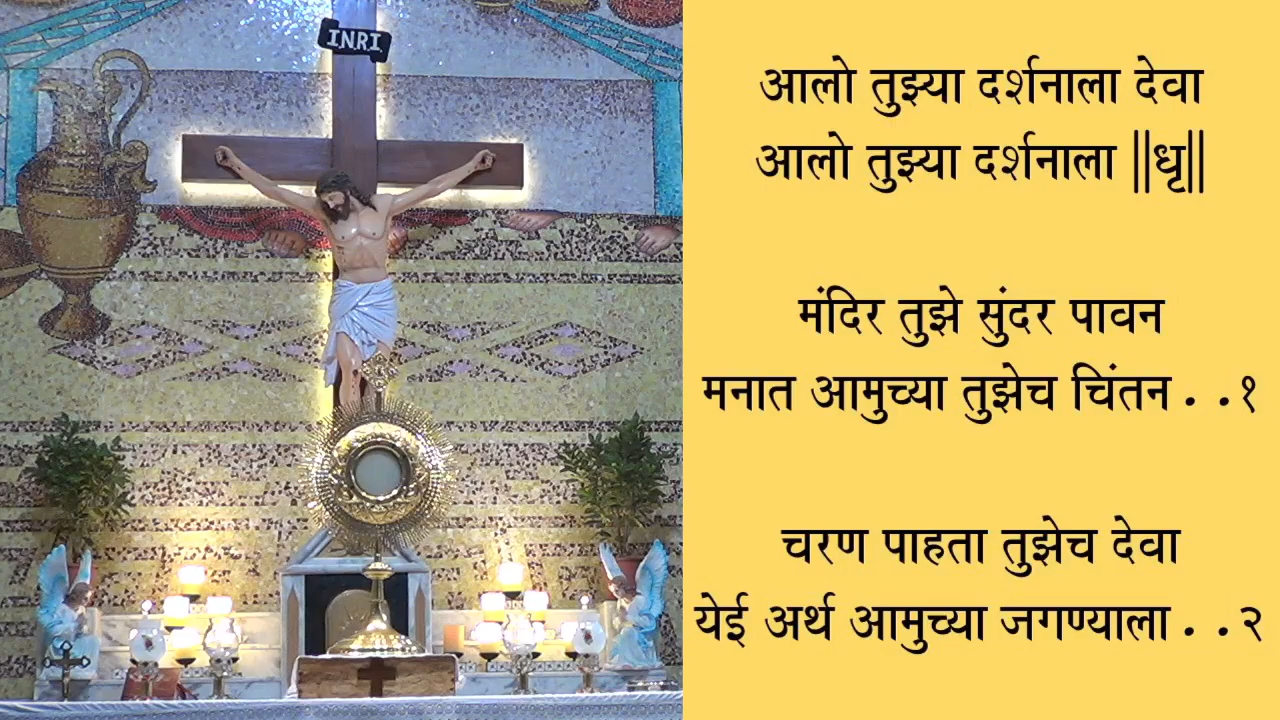 INRI
आलो तुझ्या दर्शनाला देवा
आलो तुझ्या दर्शनाला ||धृ||
मंदिर तुझे सुंदर पावन
मनात आमुच्या तुझेच चिंतन . .१
चरण पाहता तुझेच देवा
येई अर्थ आमुच्या जगण्याला . .२